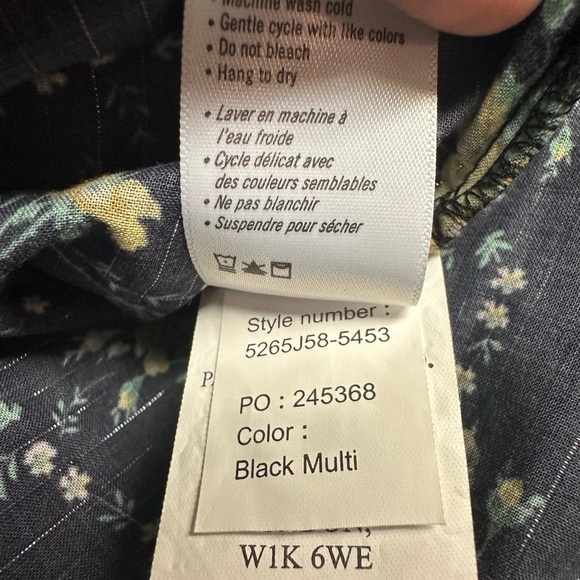 • Machine wash cold
• Gentle cycle with like colors
• Do not bleach
• Hang to dry
• Laver en machine à
l'eau froide
• Cycle délicat avec
des couleurs semblables
• Ne pas blanchir
• Suspendre pour sécher
Style number :
5265J58-5453
P
PO : 245368
Color :
Black Multi
W1K 6WE